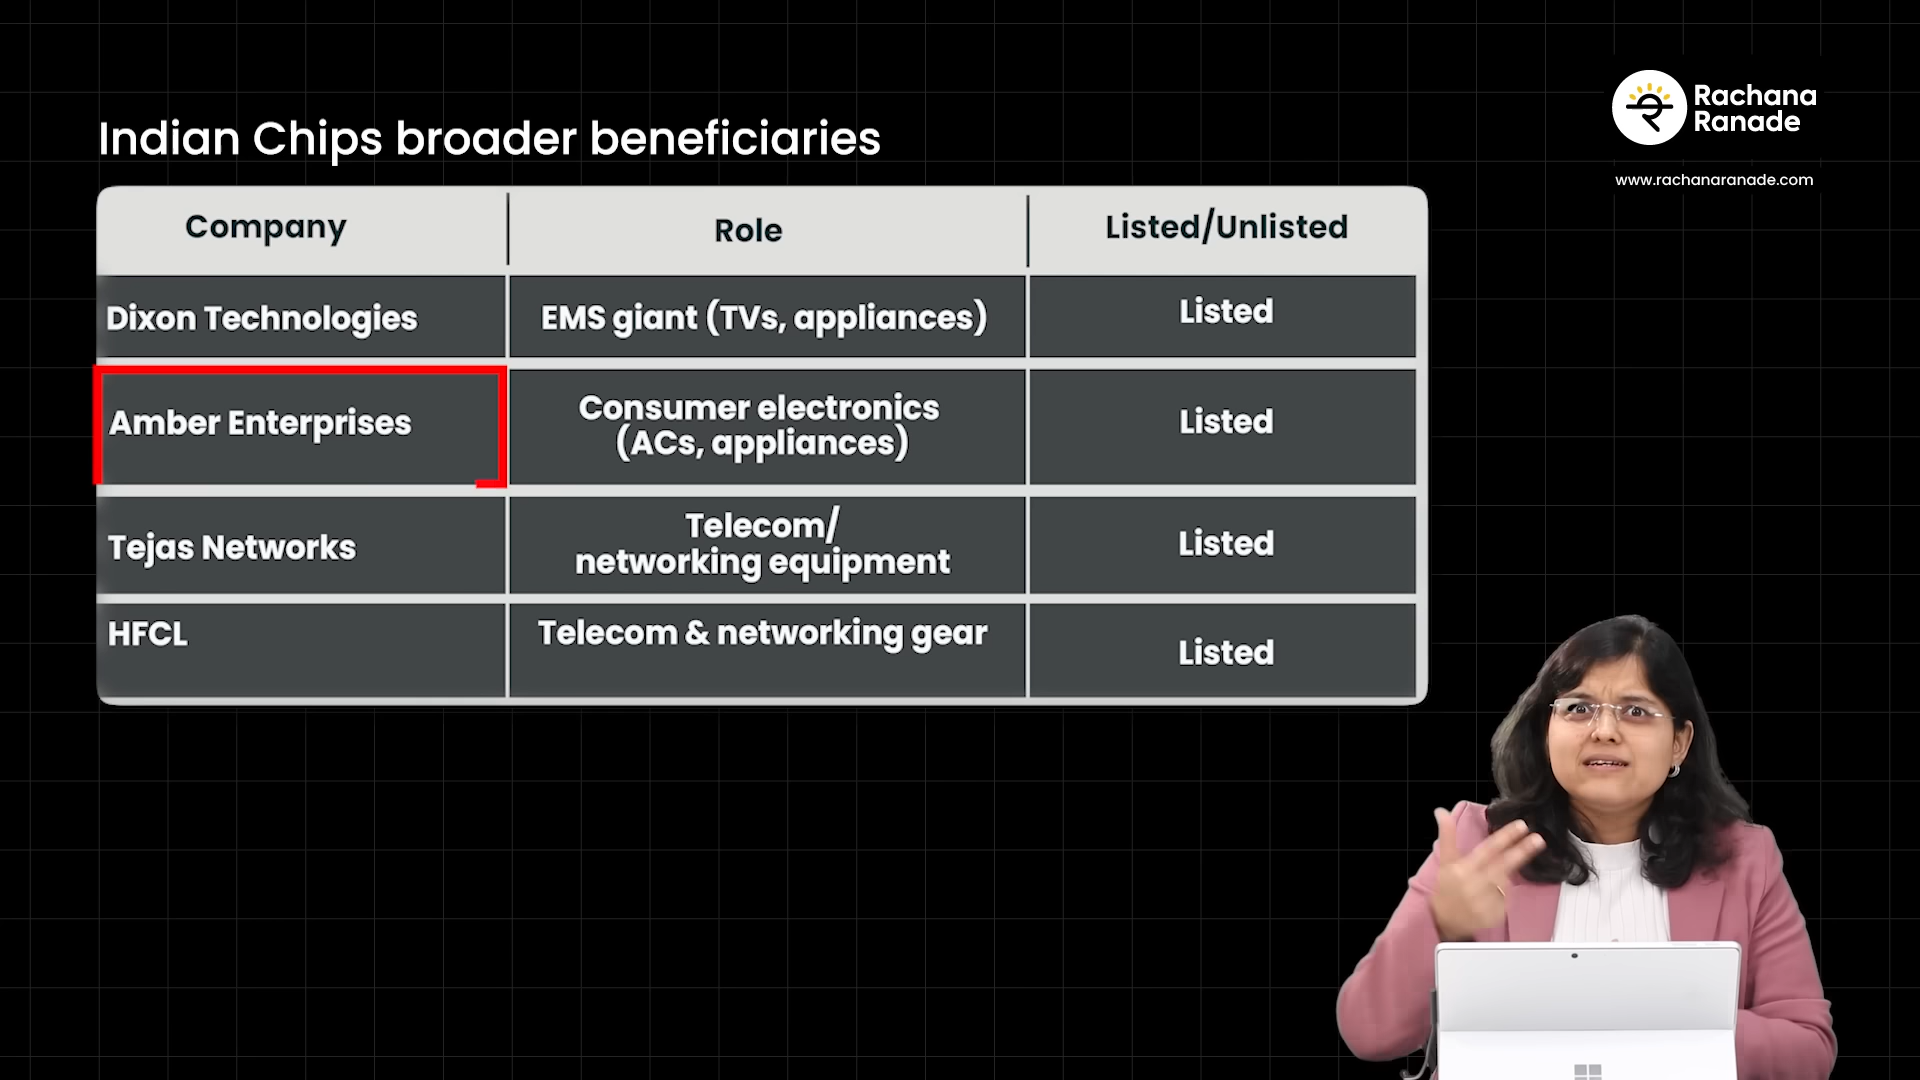 Rachana
Ranade
www.rachanaranade.com
Indian Chips broader beneficiaries
Company Role Listed/Unlisted
Dixon Technologies EMS giant (TVs, appliances) Listed
Amber Enterprises Consumer electronics
(ACs, appliances) Listed
Tejas Networks Telecom/
networking equipment Listed
HFCL Telecom & networking gear Listed